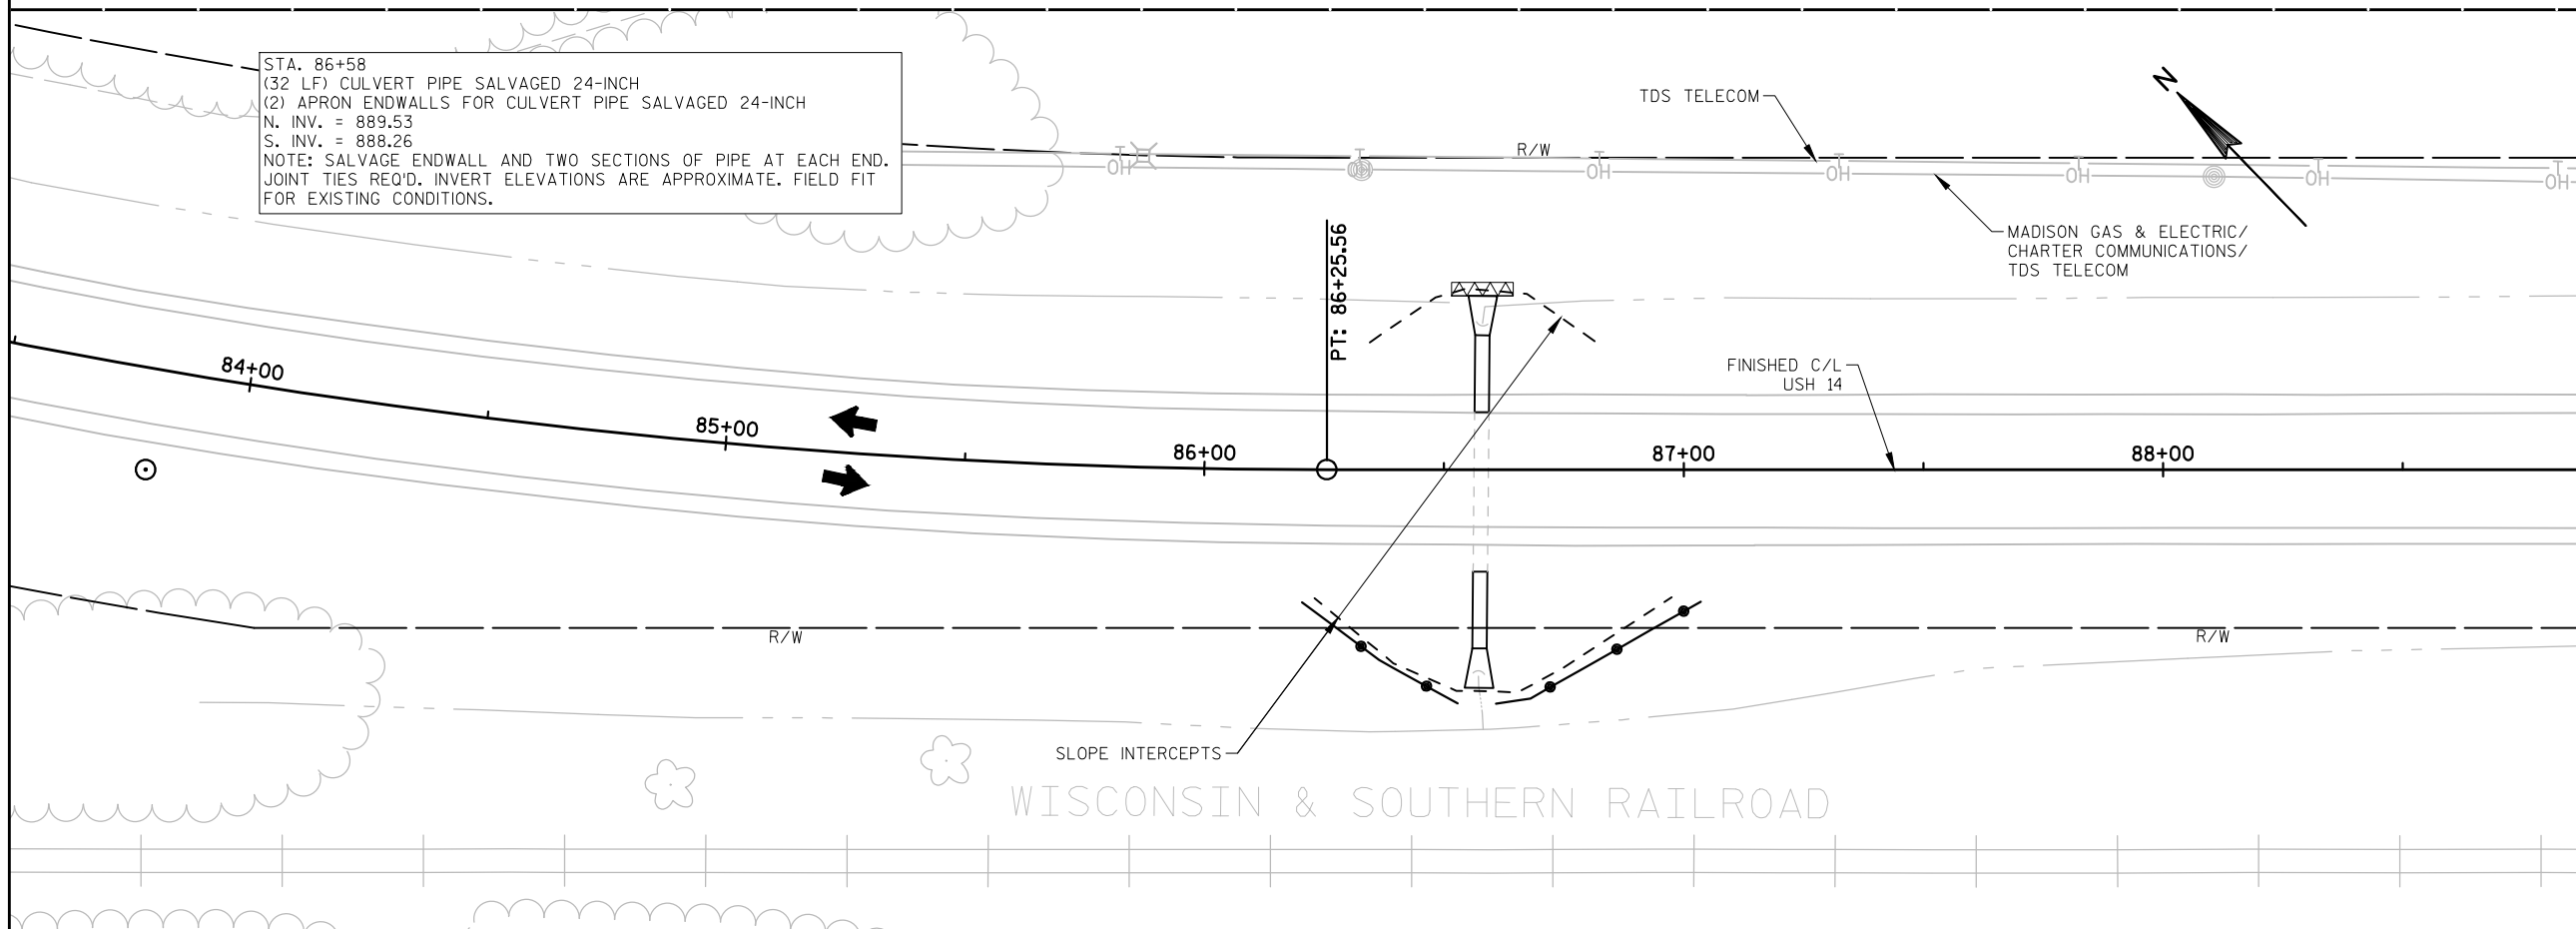 STA. 86+58
(32 LF) CULVERT PIPE SALVAGED 24-INCH
(2) APRON ENDWALLS FOR CULVERT PIPE SALVAGED 24-INCH
N. INV. = 889.53
S. INV. = 888.26
NOTE: SALVAGE ENDWALL AND TWO SECTIONS OF PIPE AT EACH END.
JOINT TIES REQ'D. INVERT ELEVATIONS ARE APPROXIMATE. FIELD FIT
FOR EXISTING CONDITIONS.
N
TDS TELECOM
R/W
T
T
T
T
T
T
T
OH
OH
OH
OH
OH
OH
MADISON GAS & ELECTRIC/
CHARTER COMMUNICATIONS/
TDS TELECOM
PT: 86+25.56
FINISHED C/L
USH 14
84+00
85+00
86+00
87+00
88+00
R/W
R/W
SLOPE INTERCEPTS
WISCONSIN & SOUTHERN RAILROAD